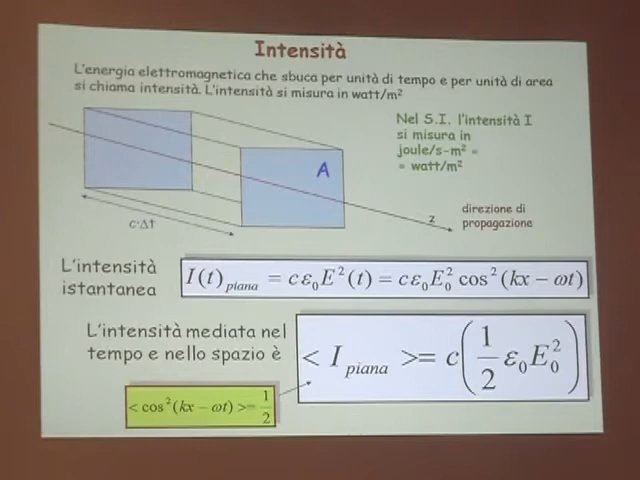 Intensità
L'energia elettromagnetica che sbuca per unità di tempo e per unità di area
si chiama intensità. L'intensità si misura in watt/m²
Nel S.I. l'intensità I
si misura in
joule/s-m² =
= watt/m²
A
c·Δt
z
direzione di
propagazione
L'intensità
istantanea
I(t)_piana = cε₀E²(t) = cε₀E₀² cos²(kx − ωt)
L'intensità mediata nel
tempo e nello spazio è
< I_piana >= c(1/2 ε₀E₀²)
< cos²(kx − ωt) >= 1/2